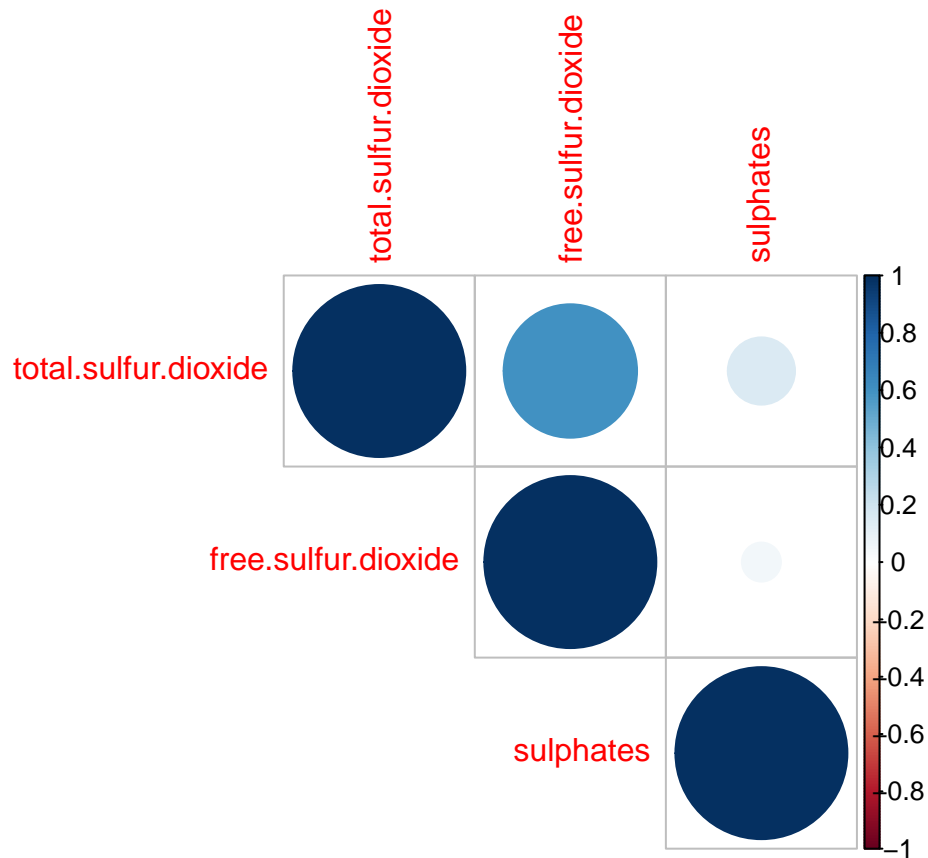 total.sulfur.dioxide
free.sulfur.dioxide
sulphates
total.sulfur.dioxide
free.sulfur.dioxide
sulphates
1
0.8
0.6
0.4
0.2
0
-0.2
-0.4
-0.6
-0.8
-1